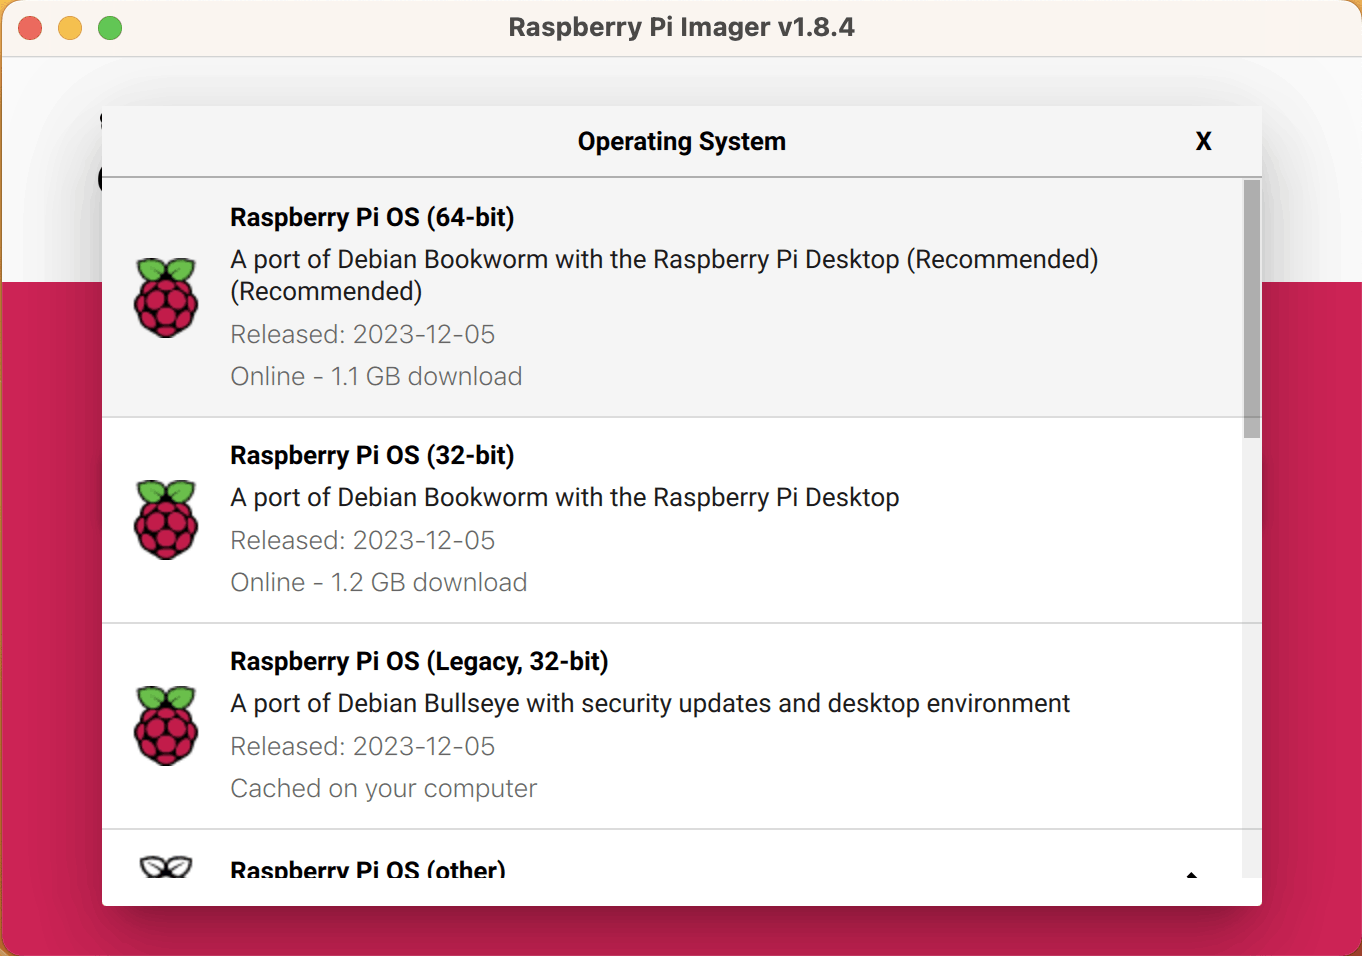 Raspberry Pi Imager v1.8.4
Operating System
X
Raspberry Pi OS (64-bit)
A port of Debian Bookworm with the Raspberry Pi Desktop (Recommended)
(Recommended)
Released: 2023-12-05
Online - 1.1 GB download
Raspberry Pi OS (32-bit)
A port of Debian Bookworm with the Raspberry Pi Desktop
Released: 2023-12-05
Online - 1.2 GB download
Raspberry Pi OS (Legacy, 32-bit)
A port of Debian Bullseye with security updates and desktop environment
Released: 2023-12-05
Cached on your computer
Raspberry Pi OS (other)